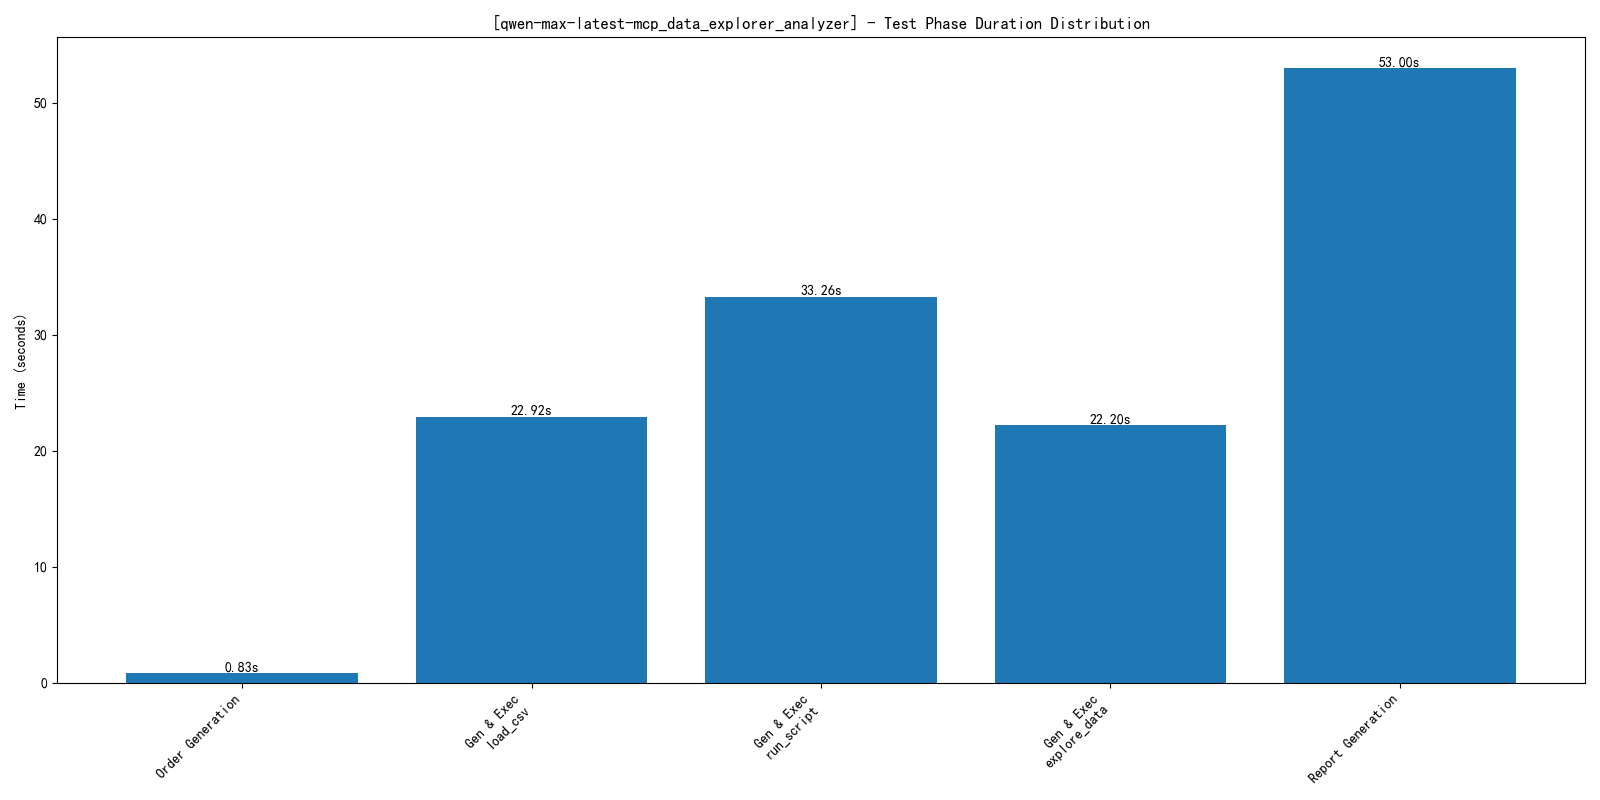 [qwen-max-latest-mcp_data_explorer_analyzer] - Test Phase Duration Distribution
Time (seconds)
50
40
30
20
10
0
0.83s
22.92s
33.26s
22.20s
53.00s
Order Generation
Gen & Exec
load_csv
Gen & Exec
run_script
Gen & Exec
explore_data
Report Generation